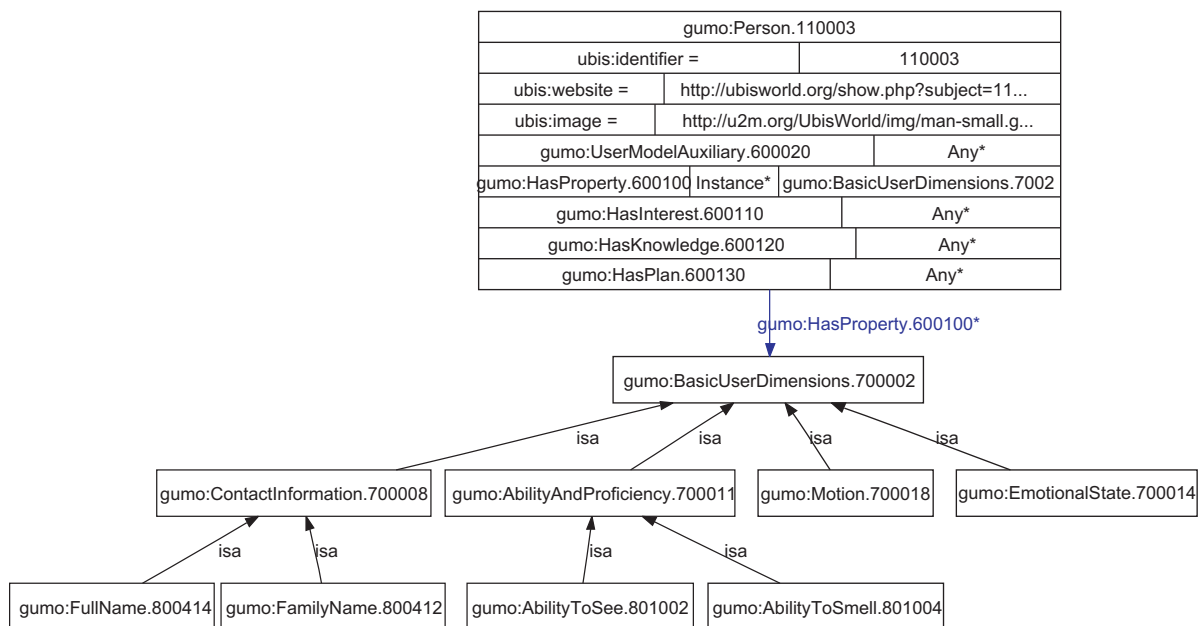 gumo:Person.110003
ubis:identifier = 110003
ubis:website = http://ubisworld.org/show.php?subject=11...
ubis:image = http://u2m.org/UbisWorld/img/man-small.g...
gumo:UserModelAuxiliary.600020 Any*
gumo:HasProperty.600100 Instance* gumo:BasicUserDimensions.7002
gumo:HasInterest.600110 Any*
gumo:HasKnowledge.600120 Any*
gumo:HasPlan.600130 Any*
gumo:HasProperty.600100*
gumo:BasicUserDimensions.700002
isa isa isa isa
gumo:ContactInformation.700008 gumo:AbilityAndProficiency.700011 gumo:Motion.700018 gumo:EmotionalState.700014
isa isa isa isa
gumo:FullName.800414 gumo:FamilyName.800412 gumo:AbilityToSee.801002 gumo:AbilityToSmell.801004